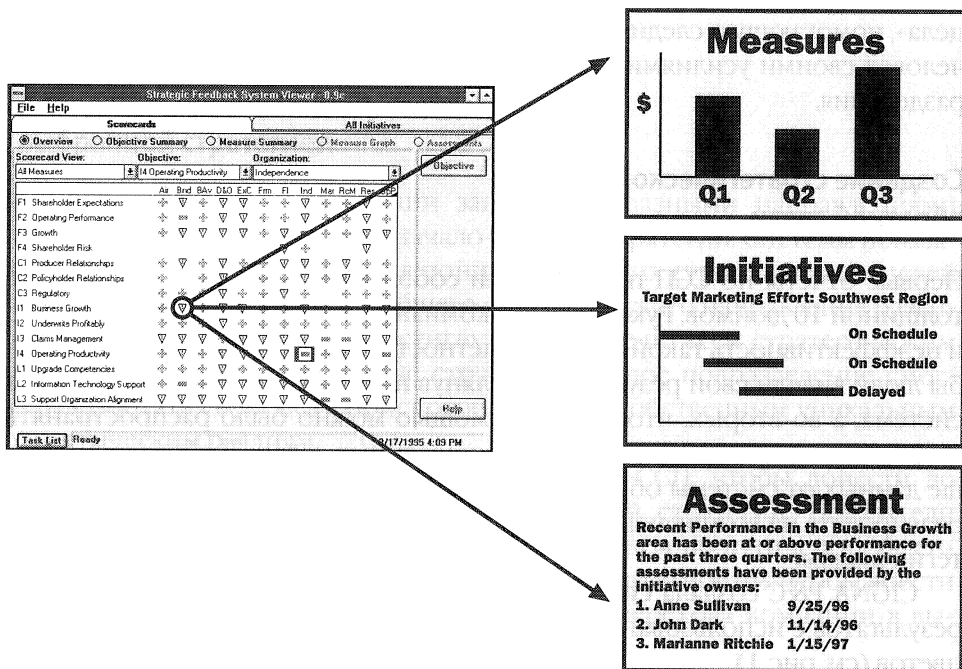 Strategic Feedback System Viewer - 0.9c
File Help
Scorecards All Initiatives
Overview Objective Summary Measure Summary Measure Graph Assessments
Scorecard View: Objective: Organization: Objective
All Measures I4 Operating Productivity Independence
Air Bnd BAv D&O ExC Frm FI Ind Mar RcM Res
F1 Shareholder Expectations
F2 Operating Performance
F3 Growth
F4 Shareholder Risk
C1 Producer Relationships
C2 Policyholder Relationships
C3 Regulatory
I1 Business Growth
I2 Underwrite Profitably
I3 Claims Management
I4 Operating Productivity
L1 Upgrade Competencies
L2 Information Technology Support
L3 Support Organization Alignment
Help
Task List Ready /17/1995 4:09 PM
Measures
$
Q1 Q2 Q3
Initiatives
Target Marketing Effort: Southwest Region
On Schedule
On Schedule
Delayed
Assessment
Recent Performance in the Business Growth
area has been at or above performance for
the past three quarters. The following
assessments have been provided by the
initiative owners:
1. Anne Sullivan 9/25/96
2. John Dark 11/14/96
3. Marianne Ritchie 1/15/97